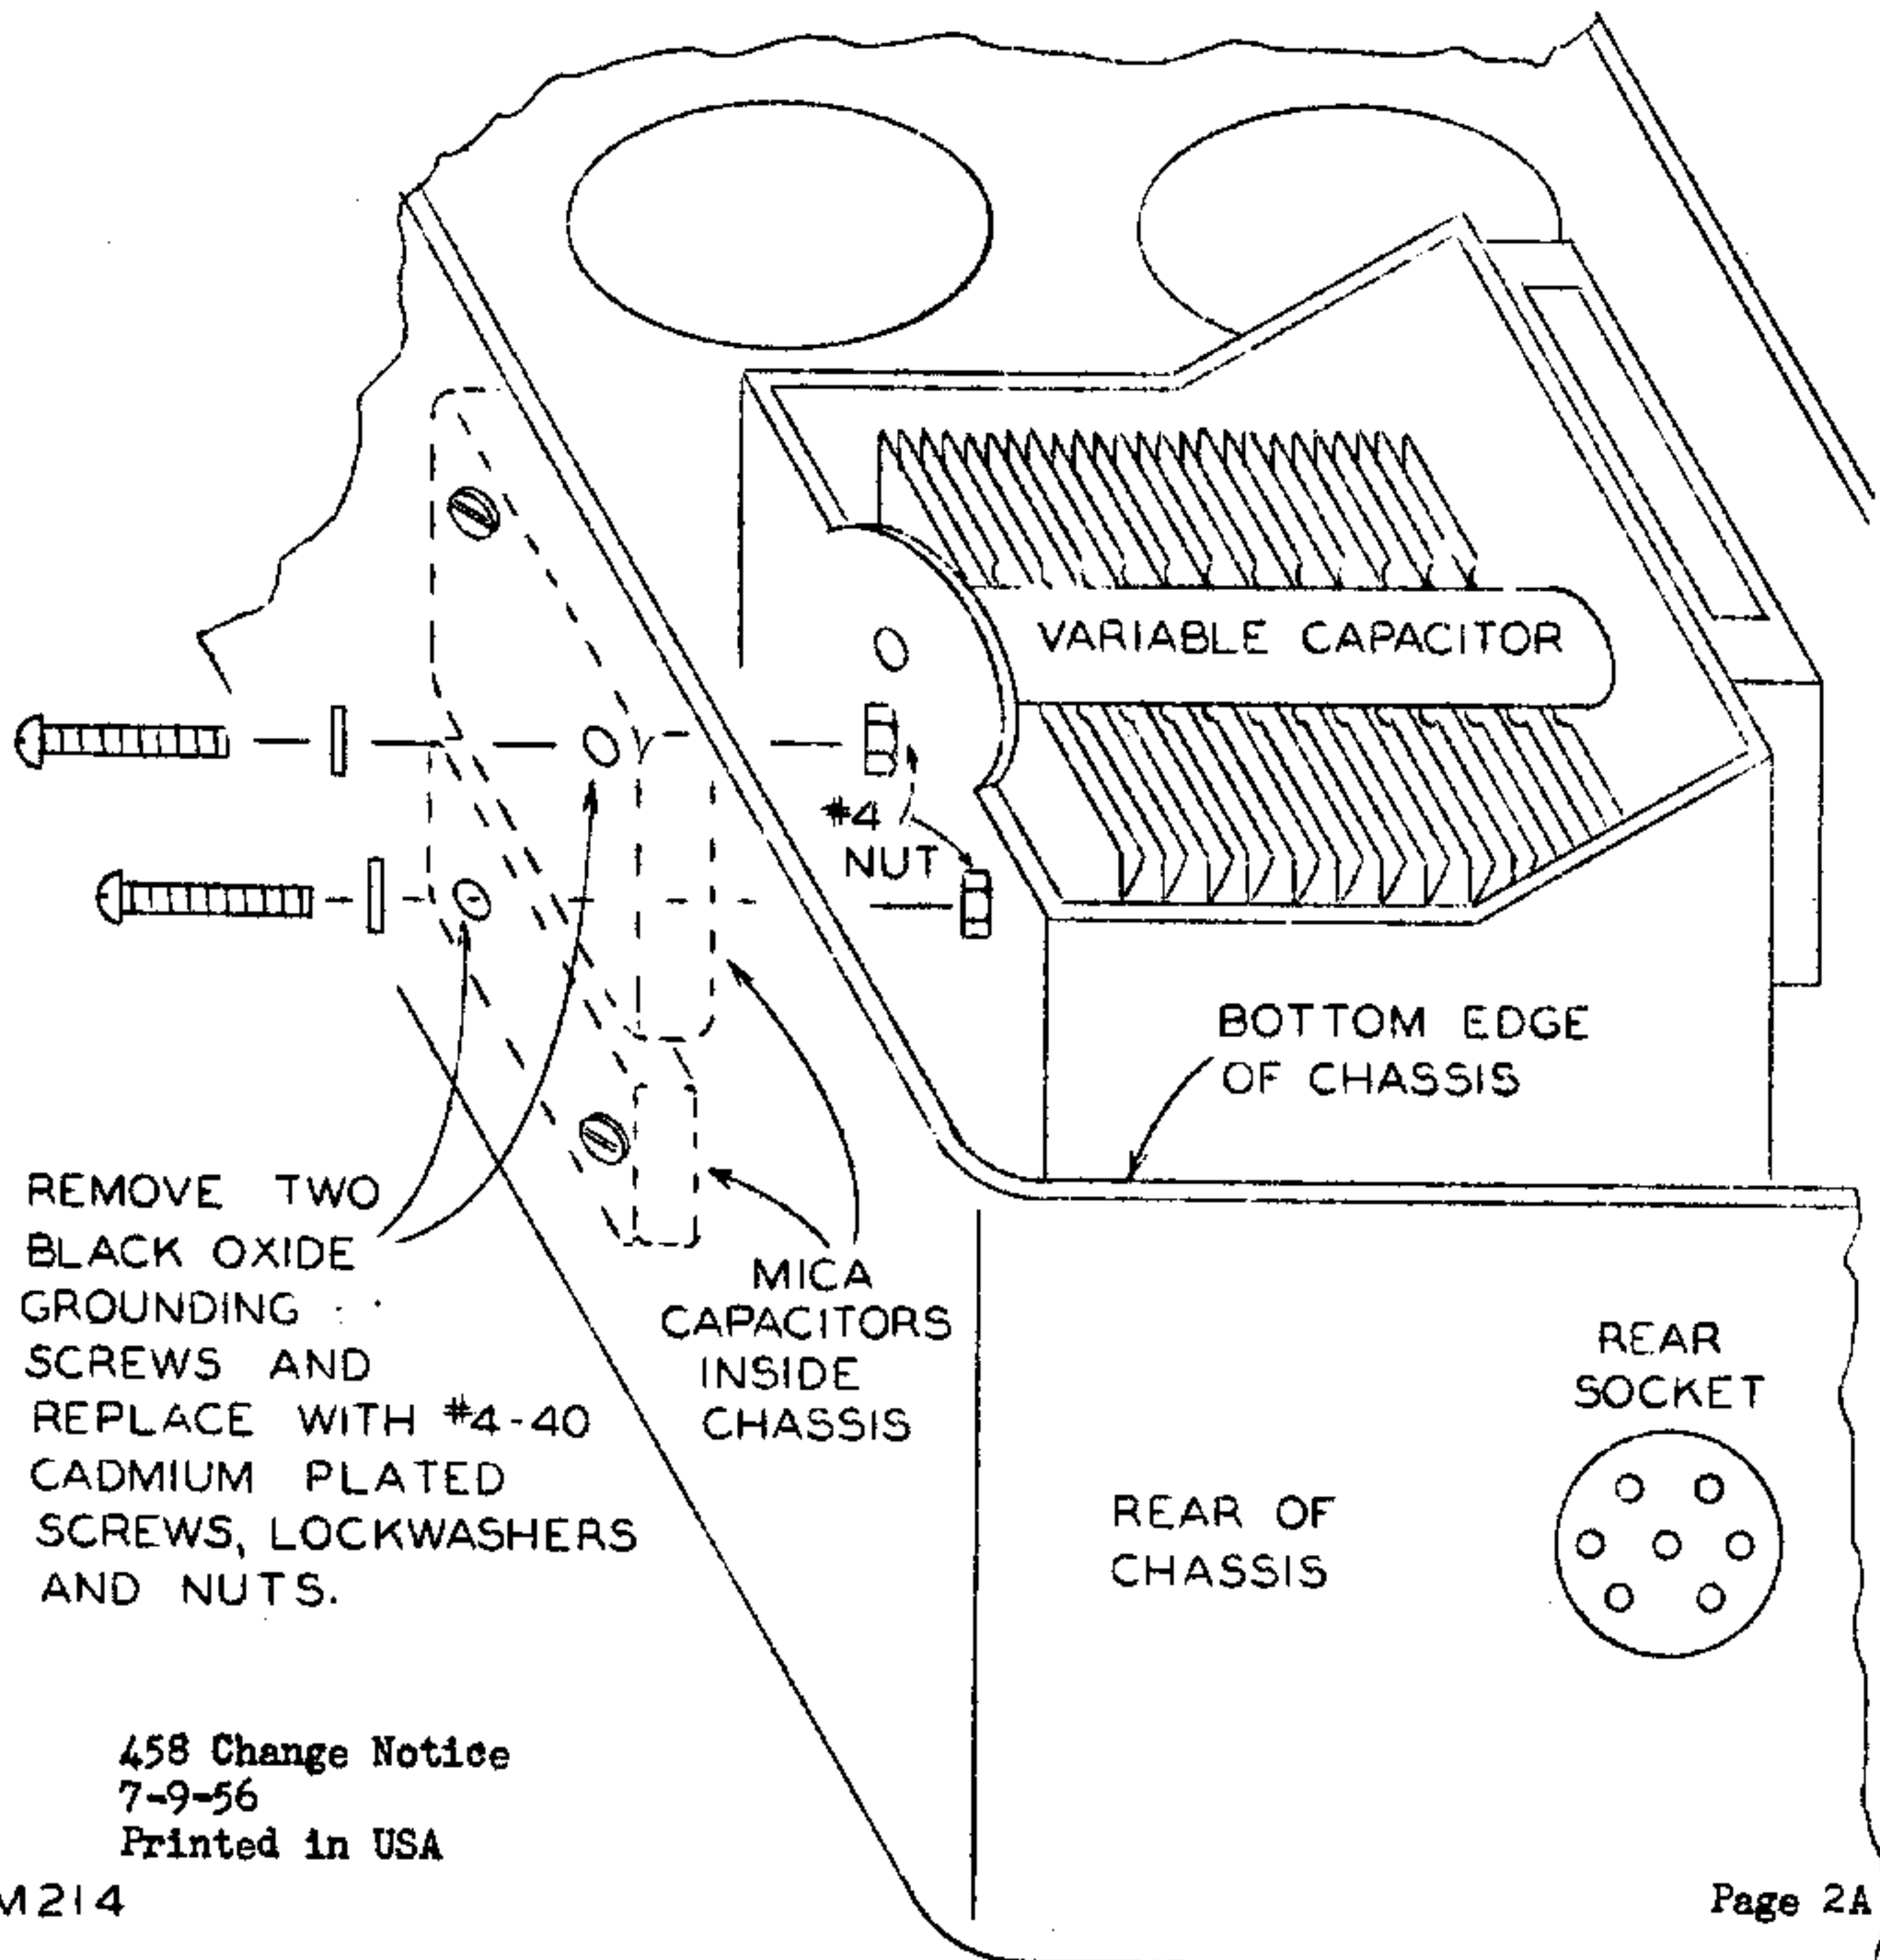 VARIABLE CAPACITOR
#4
NUT
BOTTOM EDGE
OF CHASSIS
REMOVE TWO
BLACK OXIDE
GROUNDING
SCREWS AND
REPLACE WITH #4-40
CADMIUM PLATED
SCREWS, LOCKWASHERS
AND NUTS.
MICA
CAPACITORS
INSIDE
CHASSIS
REAR
SOCKET
REAR OF
CHASSIS
458 Change Notice
7-9-56
Printed in USA
M214
Page 2A